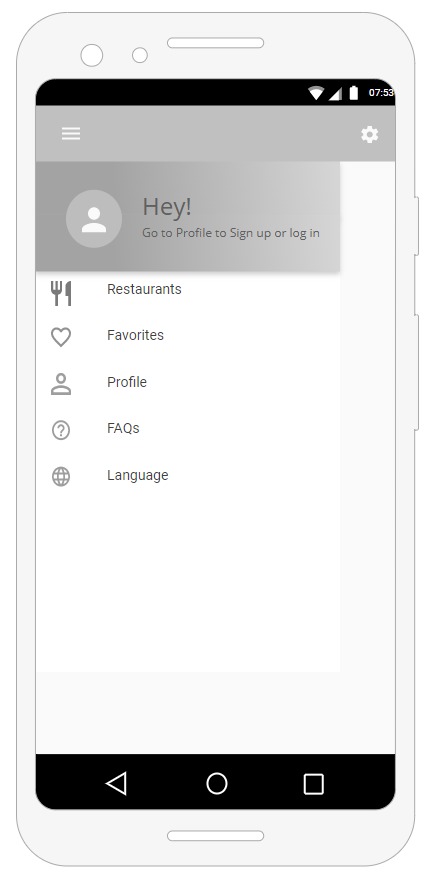 07:53
Hey!
Go to Profile to Sign up or log in
Restaurants
Favorites
Profile
FAQs
Language